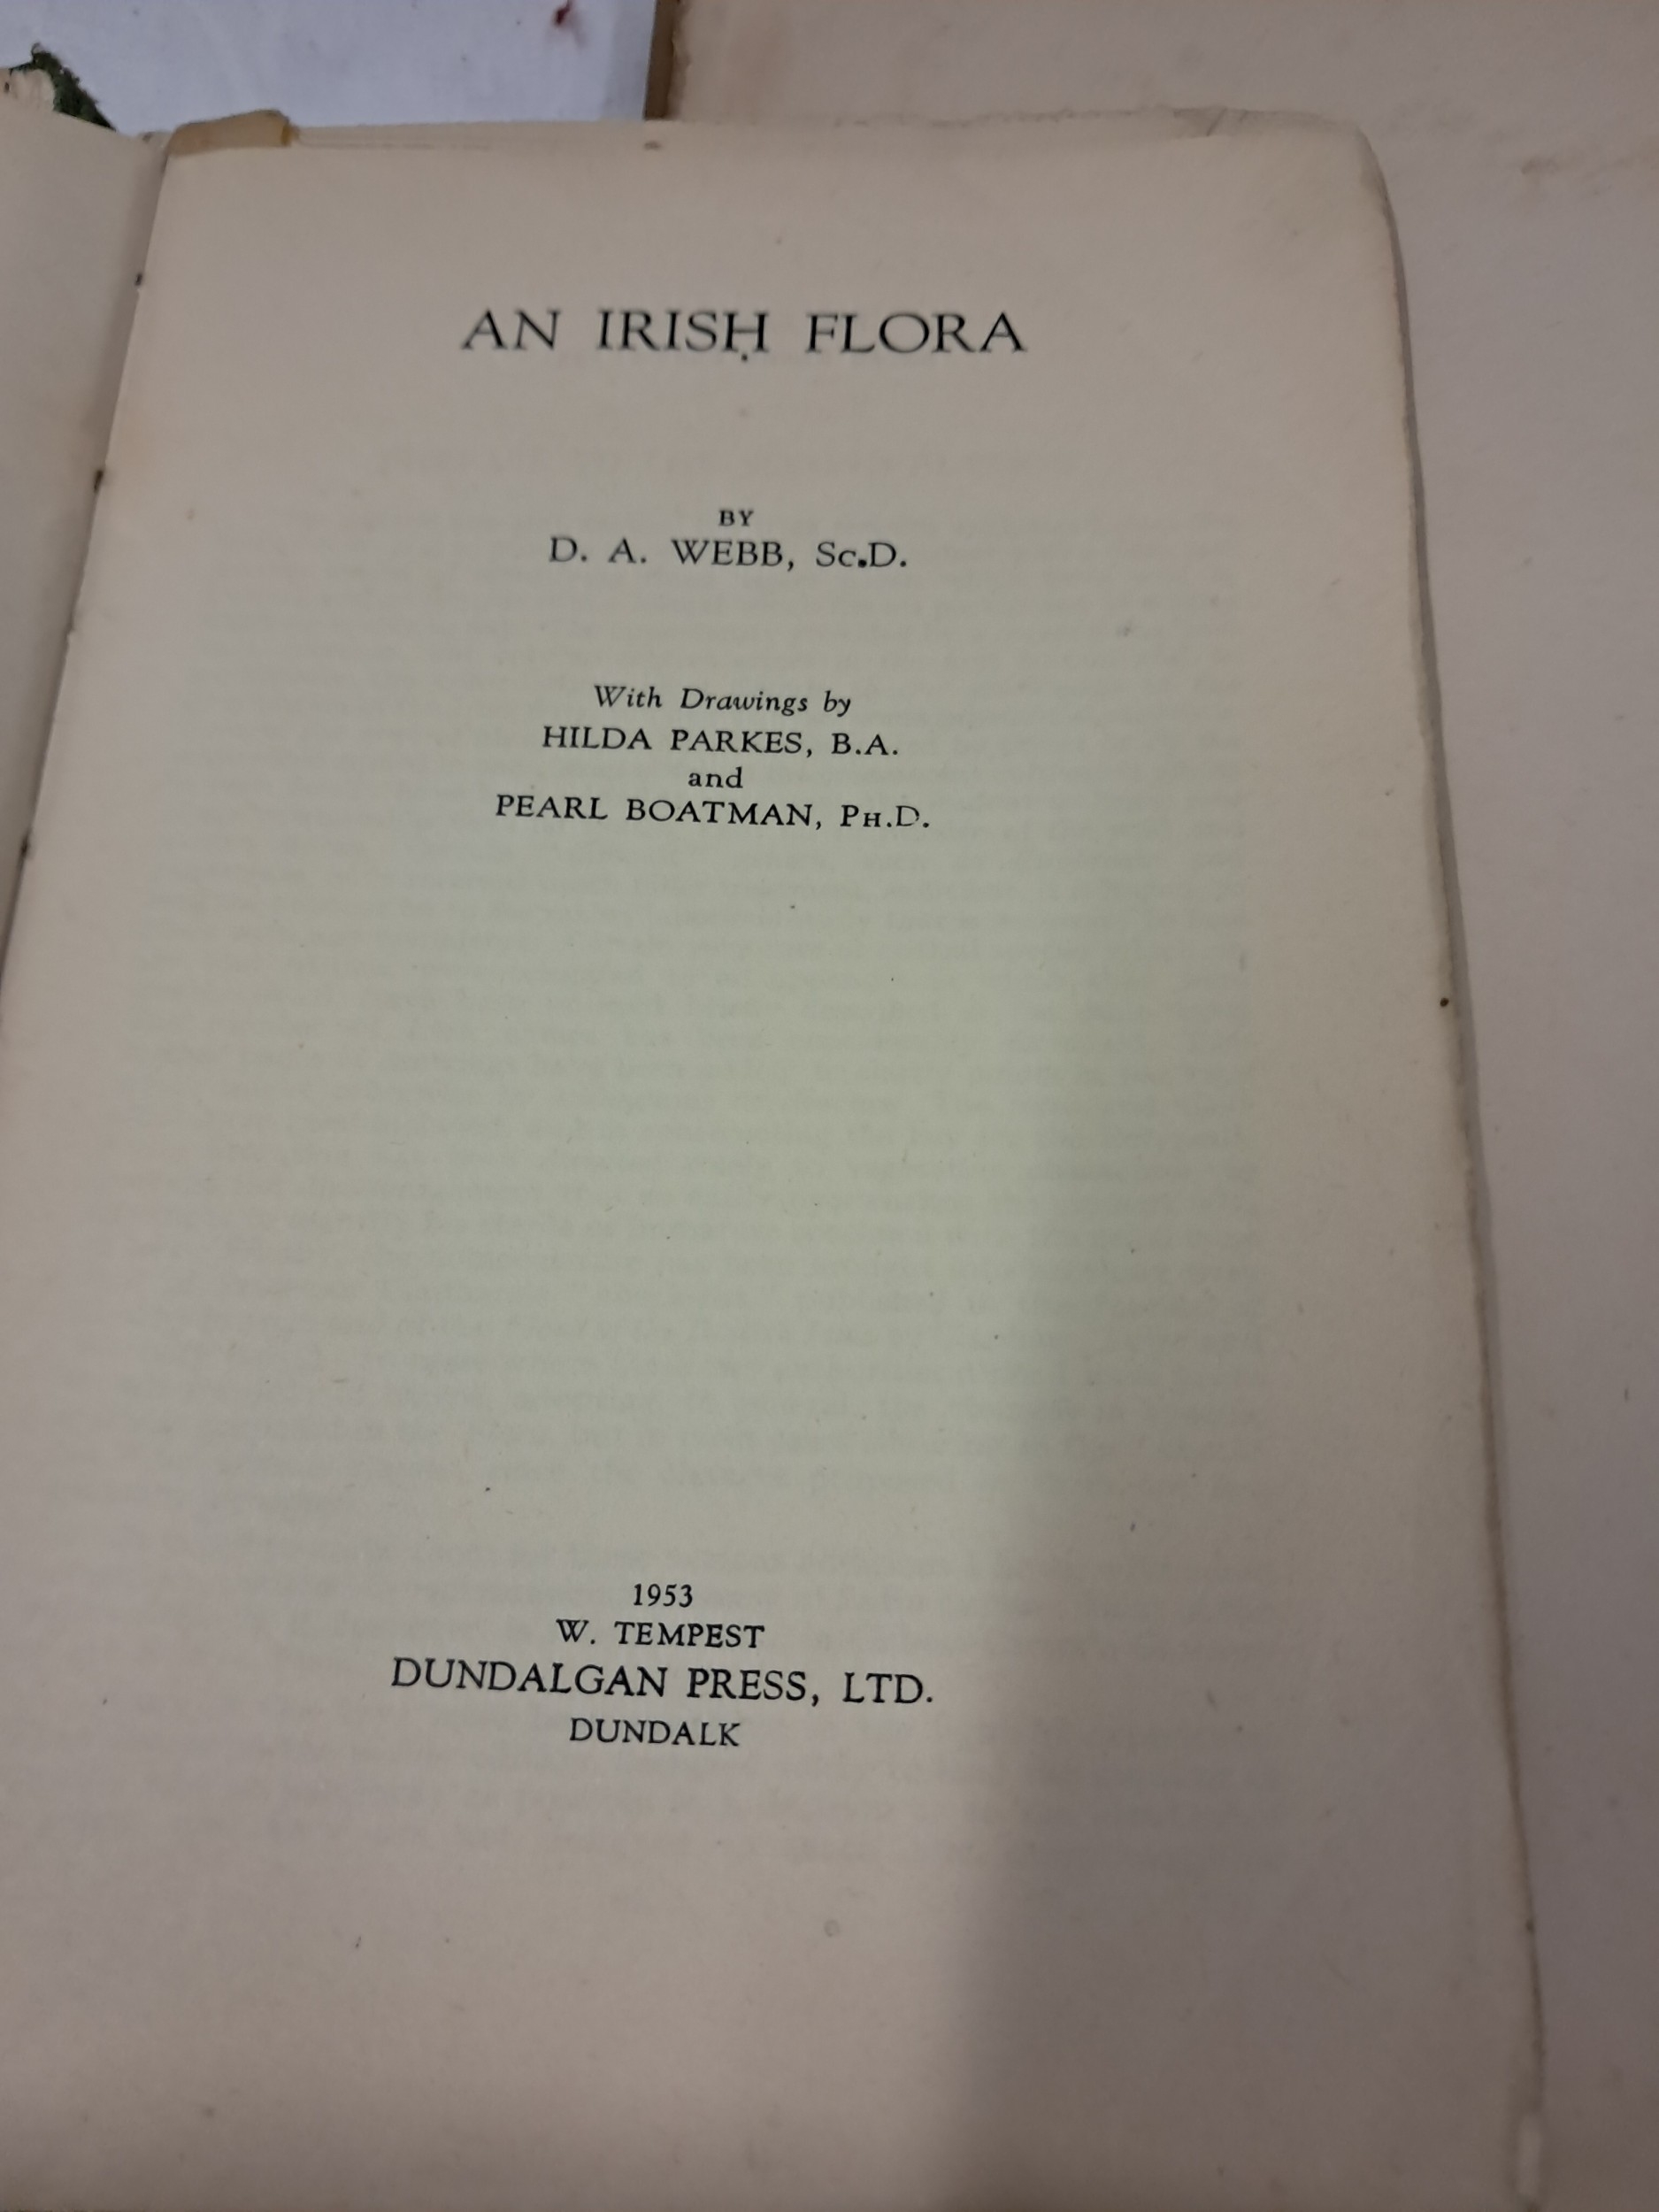 AN IRISH FLORA
BY
D. A. WEBB, Sc.D.
With Drawings by
HILDA PARKES, B.A.
and
PEARL BOATMAN, PH.D.
1953
W. TEMPEST
DUNDALGAN PRESS, LTD.
DUNDALK